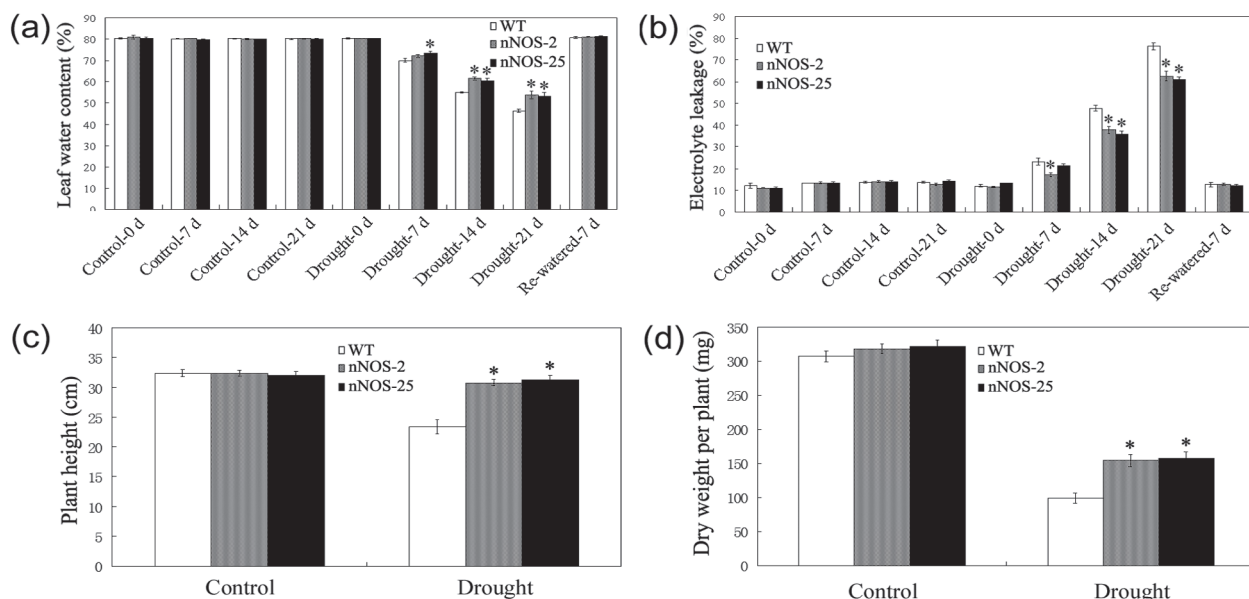 (a)
Leaf water content (%)
90
80
70
60
50
40
30
20
10
0
WT
nNOS-2
nNOS-25
*
* *
* *
Control-0 d
Control-7 d
Control-14 d
Control-21 d
Drought-0 d
Drought-7 d
Drought-14 d
Drought-21 d
Re-watered-7 d
(b)
Electrolyte leakage (%)
90
80
70
60
50
40
30
20
10
0
WT
nNOS-2
nNOS-25
*
* *
* *
Control-0 d
Control-7 d
Control-14 d
Control-21 d
Drought-0 d
Drought-7 d
Drought-14 d
Drought-21 d
Re-watered-7 d
(c)
Plant height (cm)
40
35
30
25
20
15
10
5
0
WT
nNOS-2
nNOS-25
* *
Control
Drought
(d)
Dry weight per plant (mg)
350
300
250
200
150
100
50
0
WT
nNOS-2
nNOS-25
* *
Control
Drought